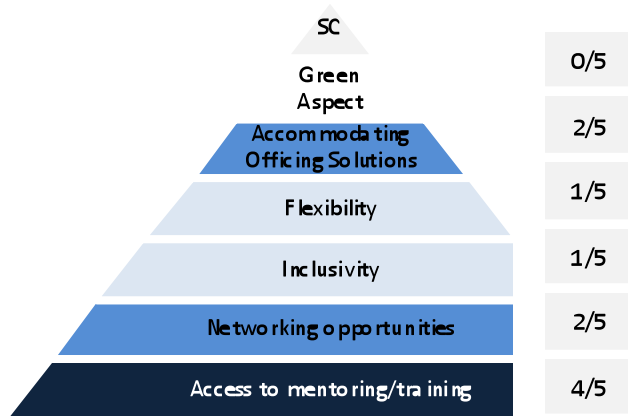 SC
Green
Aspect
Accommodating
Officing Solutions
Flexibility
Inclusivity
Networking opportunities
Access to mentoring/training
0/5
2/5
1/5
1/5
2/5
4/5